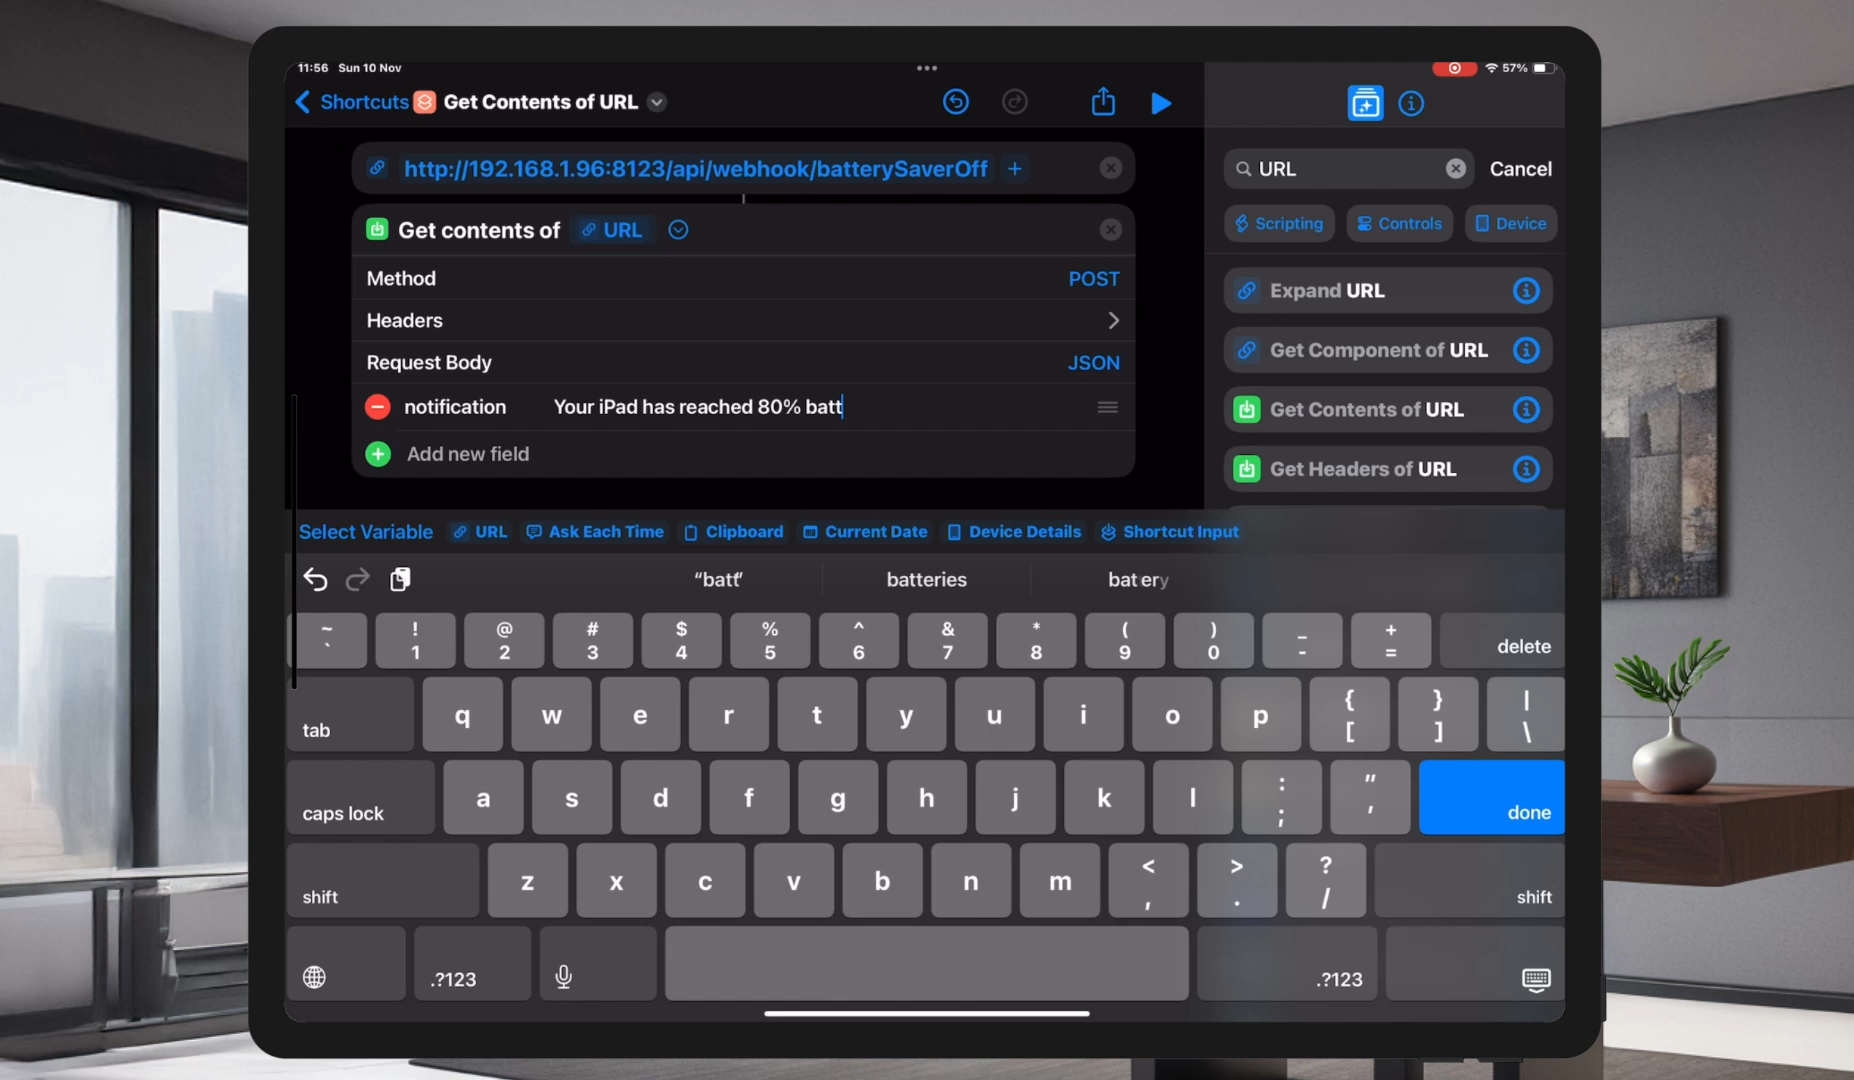 11:56 Sun 10 Nov
57%
Shortcuts Get Contents of URL
http://192.168.1.96:8123/api/webhook/batterySaverOff
Get contents of URL
Method POST
Headers
Request Body JSON
notification Your iPad has reached 80% batt
Add new field
URL Cancel
Scripting Controls Device
Expand URL
Get Component of URL
Get Contents of URL
Get Headers of URL
Select Variable URL Ask Each Time Clipboard Current Date Device Details Shortcut Input
“batt” batteries
~ ! @ # $ % ^ & * ( ) _ +
` 1 2 3 4 5 6 7 8 9 0 - = delete
tab q w e r t y u i o p { [ } ] | \
caps lock a s d f g h j k l : ; " ' done
shift z x c v b n m < , > . ? / shift
.?123 .?123